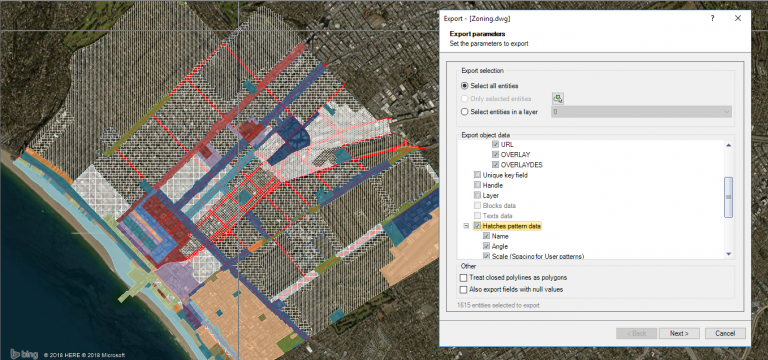 Export - [Zoning.dwg]
Export parameters
Set the parameters to export
Export selection
Select all entities
Only selected entities
Select entities in a layer
0
Export object data
URL
OVERLAY
OVERLAYDES
Unique key field
Handle
Layer
Blocks data
Texts data
Hatches pattern data
Name
Angle
Scale (Spacing for User patterns)
Other
Treat closed polylines as polygons
Also export fields with null values
1615 entities selected to export.
< Back
Next >
Cancel
bing © 2018 HERE © 2018 Microsoft